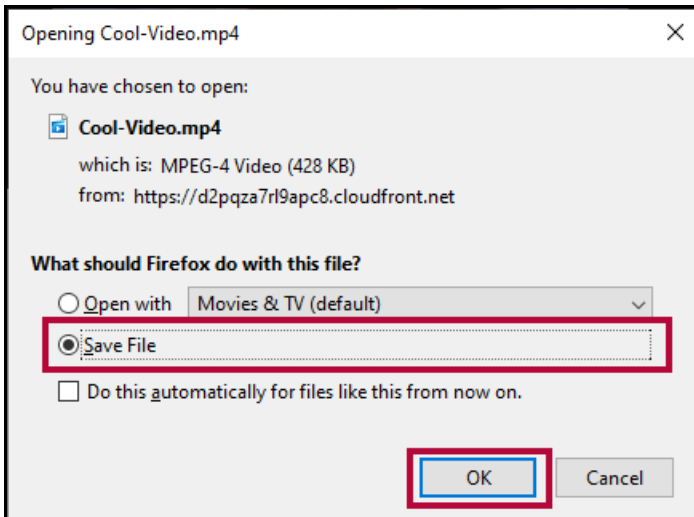 Opening Cool-Video.mp4
You have chosen to open:
Cool-Video.mp4
which is: MPEG-4 Video (428 KB)
from: https://d2pqza7rl9apc8.cloudfront.net
What should Firefox do with this file?
Open with Movies & TV (default)
Save File
Do this automatically for files like this from now on.
OK Cancel